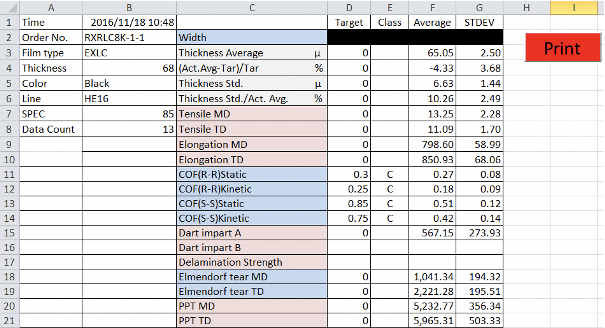 A B C D E F G H I
1 Time 2016/11/18 10:48 Target Class Average STDEV
2 Order No. RXRLC8K-1-1 Width
3 Film type EXLC Thickness Average μ 0 65.05 2.50
4 Thickness 68 (Act.Avg-Tar)/Tar % 0 -4.33 3.68
5 Color Black Thickness Std. μ 0 6.63 1.44
6 Line HE16 Thickness Std./Act. Avg. % 0 10.26 2.49
7 SPEC 85 Tensile MD 0 13.25 2.28
8 Data Count 13 Tensile TD 0 11.09 1.70
9 Elongation MD 0 798.60 58.99
10 Elongation TD 0 850.93 68.06
11 COF(R-R)Static 0.3 C 0.27 0.08
12 COF(R-R)Kinetic 0.25 C 0.18 0.09
13 COF(S-S)Static 0.85 C 0.51 0.12
14 COF(S-S)Kinetic 0.75 C 0.42 0.14
15 Dart impart A 0 567.15 273.93
16 Dart impart B
17 Delamination Strength
18 Elmendorf tear MD 0 1,041.34 194.32
19 Elmendorf tear TD 0 2,221.28 195.51
20 PPT MD 0 5,232.77 356.34
21 PPT TD 0 5,965.31 503.33
Print